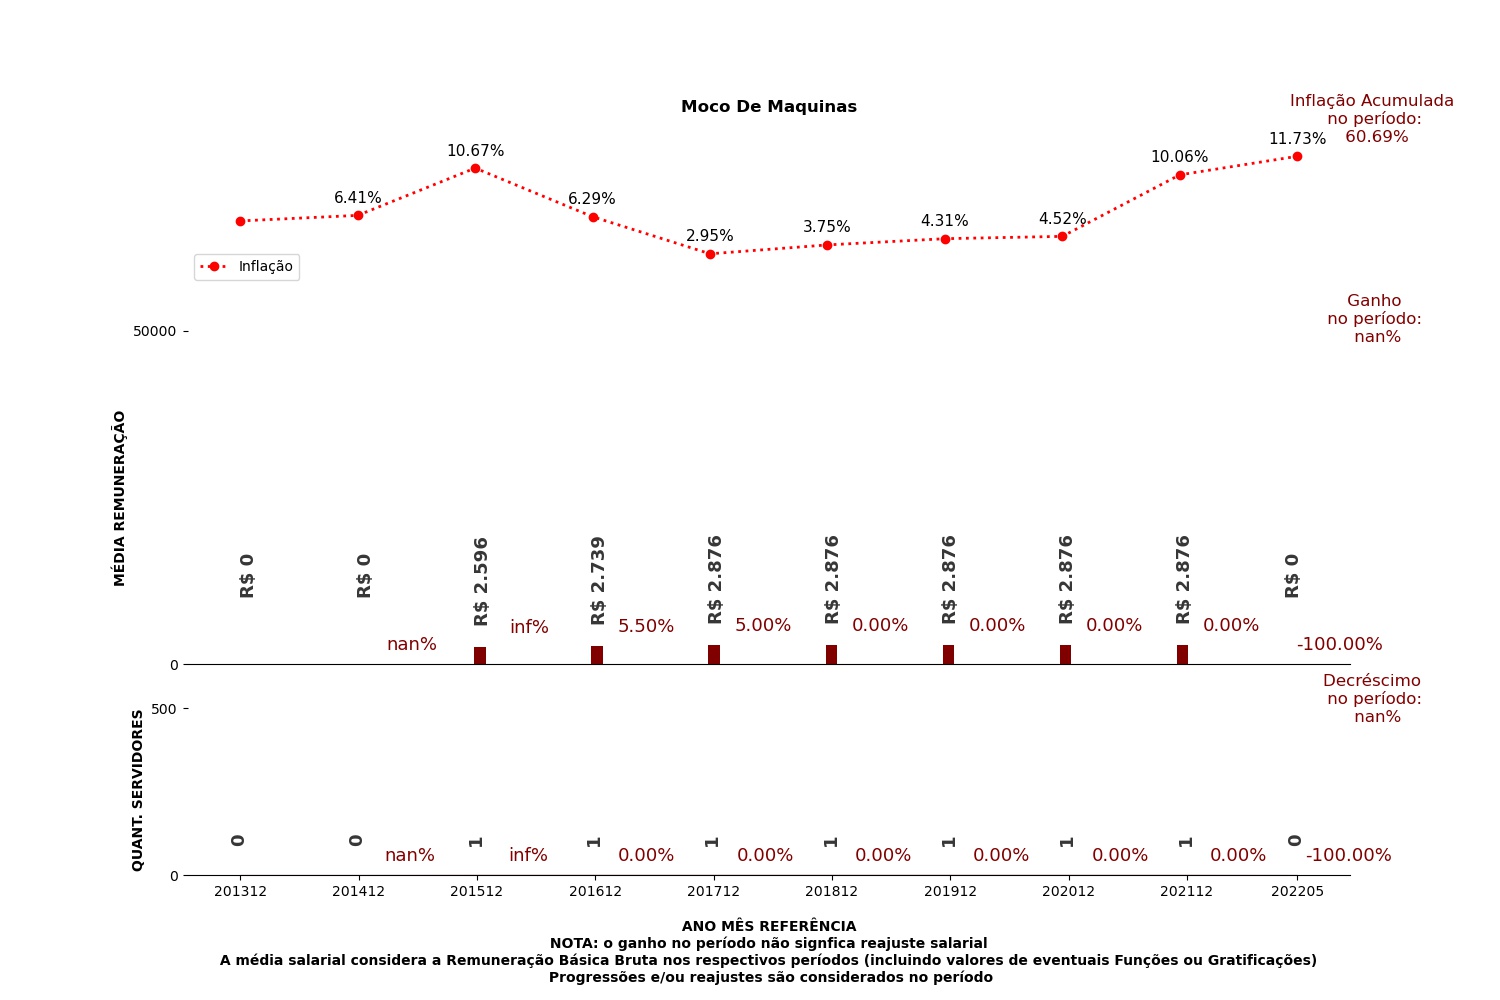 Moco De Maquinas
Inflação Acumulada
no período:
60.69%
6.41%
10.67%
6.29%
2.95%
3.75%
4.31%
4.52%
10.06%
11.73%
Inflação
Ganho
no período:
nan%
50000
0
MÉDIA REMUNERAÇÃO
R$ 0
R$ 0
R$ 2.596
R$ 2.739
R$ 2.876
R$ 2.876
R$ 2.876
R$ 2.876
R$ 2.876
R$ 0
nan%
inf%
5.50%
5.00%
0.00%
0.00%
0.00%
0.00%
-100.00%
Decréscimo
no período:
nan%
500
0
QUANT. SERVIDORES
0
0
1
1
1
1
1
1
1
0
nan%
inf%
0.00%
0.00%
0.00%
0.00%
0.00%
0.00%
-100.00%
201312
201412
201512
201612
201712
201812
201912
202012
202112
202205
ANO MÊS REFERÊNCIA
NOTA: o ganho no período não signfica reajuste salarial
A média salarial considera a Remuneração Básica Bruta nos respectivos períodos (incluindo valores de eventuais Funções ou Gratificações)
Progressões e/ou reajustes são considerados no período